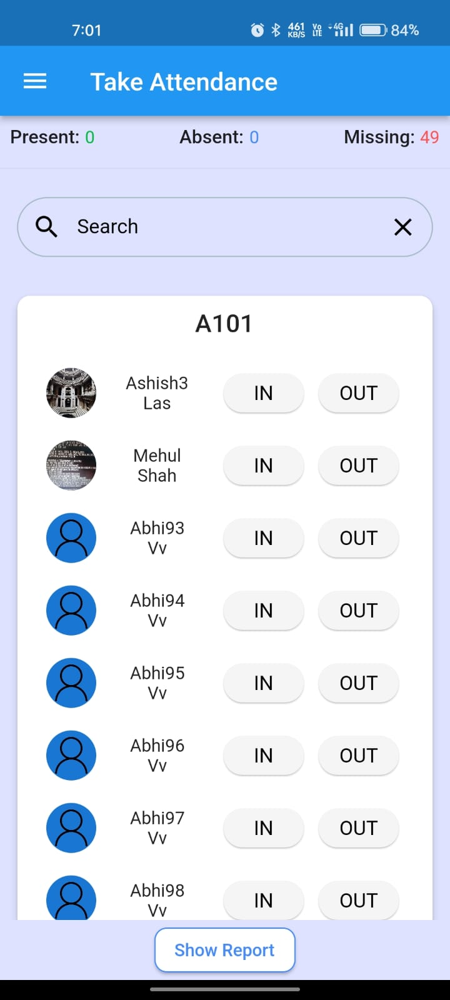 7:01 461 KB/S Vo LTE 4G 84%
Take Attendance
Present: 0 Absent: 0 Missing: 49
Search
A101
Ashish3
Las
IN OUT
Mehul
Shah
IN OUT
Abhi93
Vv
IN OUT
Abhi94
Vv
IN OUT
Abhi95
Vv
IN OUT
Abhi96
Vv
IN OUT
Abhi97
Vv
IN OUT
Abhi98
Vv
IN OUT
Show Report